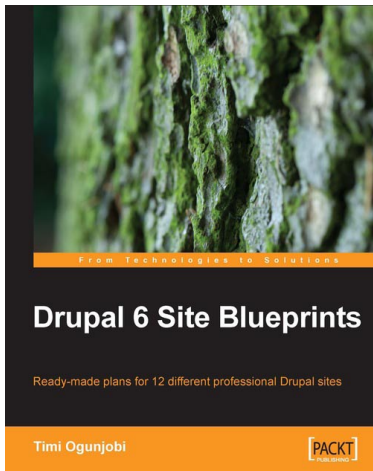 From Technologies to Solutions
Drupal 6 Site Blueprints
Ready-made plans for 12 different professional Drupal sites
Timi Ogunjobi
PACKT
PUBLISHING